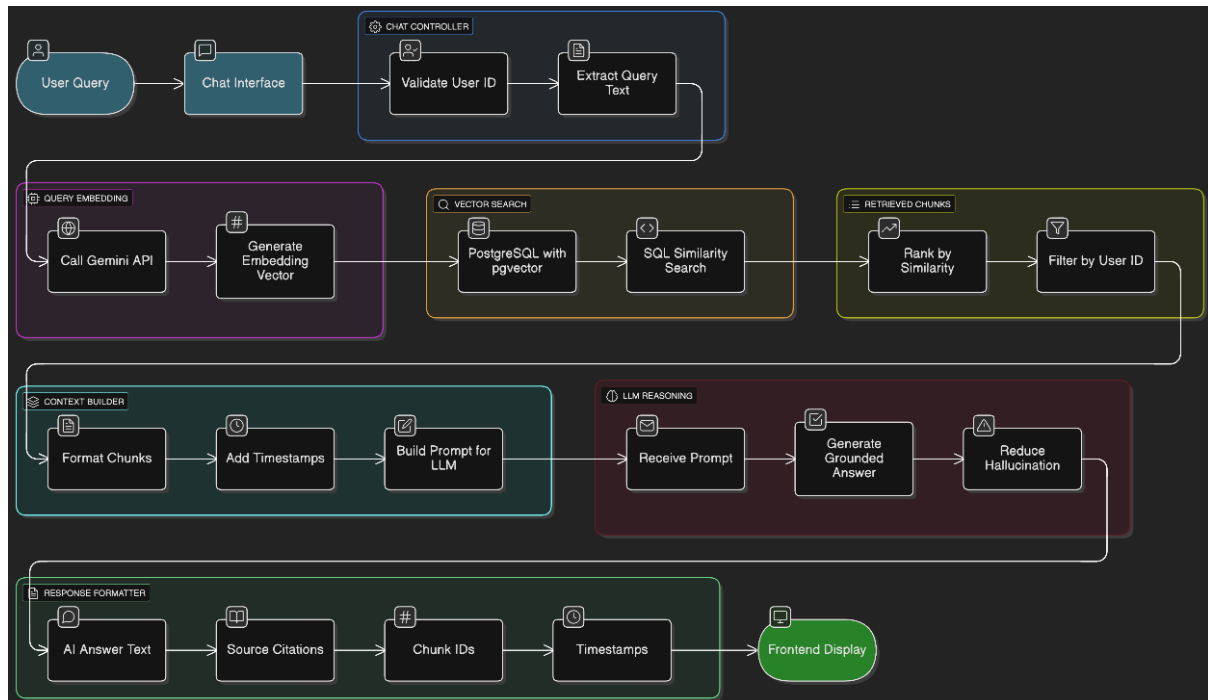 CHAT CONTROLLER
User Query
Chat Interface
Validate User ID
Extract Query
Text
QUERY EMBEDDING
Call Gemini API
#
Generate
Embedding
Vector
VECTOR SEARCH
PostgreSQL with
pgvector
SQL Similarity
Search
RETRIEVED CHUNKS
Rank by
Similarity
Filter by User ID
CONTEXT BUILDER
Format Chunks
Add Timestamps
Build Prompt for
LLM
LLM REASONING
Receive Prompt
Generate
Grounded
Answer
Reduce
Hallucination
RESPONSE FORMATTER
AI Answer Text
Source Citations
#
Chunk IDs
Timestamps
Frontend Display